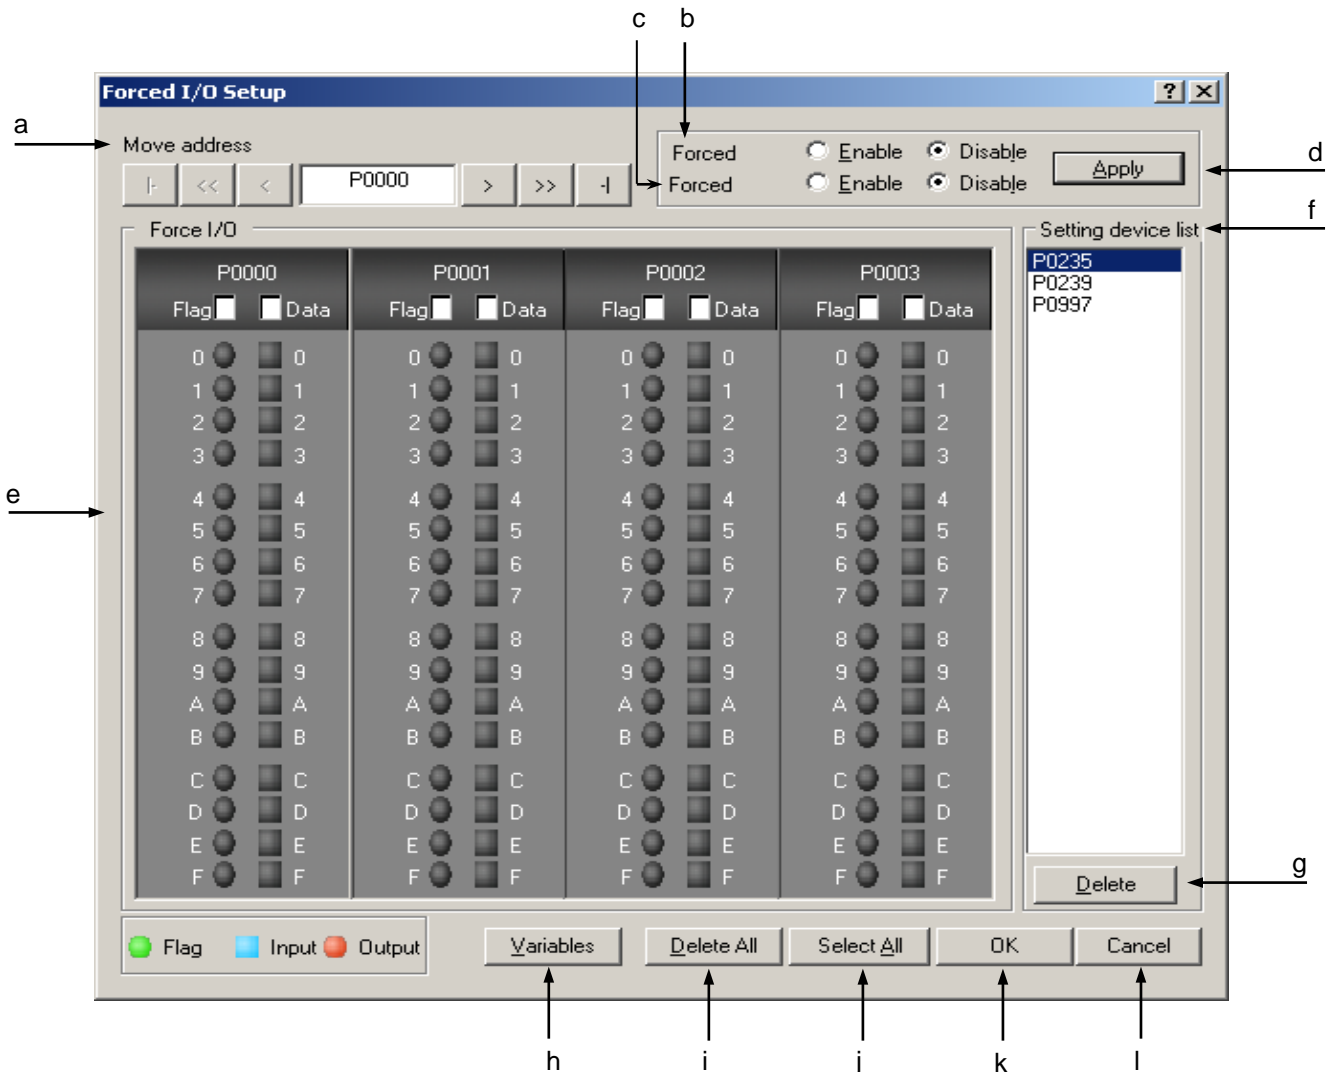 c b
Forced I/O Setup
a
Move address
|- << < P0000 > >> -|
Forced Enable Disable
Forced Enable Disable
Apply
d
f
Force I/O
Setting device list
P0000 P0001 P0002 P0003
Flag Data Flag Data Flag Data Flag Data
0 0 0 0 0 0 0 0
1 1 1 1 1 1 1 1
2 2 2 2 2 2 2 2
3 3 3 3 3 3 3 3
4 4 4 4 4 4 4 4
5 5 5 5 5 5 5 5
6 6 6 6 6 6 6 6
7 7 7 7 7 7 7 7
8 8 8 8 8 8 8 8
9 9 9 9 9 9 9 9
A A A A A A A A
B B B B B B B B
C C C C C C C C
D D D D D D D D
E E E E E E E E
F F F F F F F F
P0235
P0239
P0997
e
Delete
g
Flag Input Output
Variables Delete All Select All OK Cancel
h i j k l